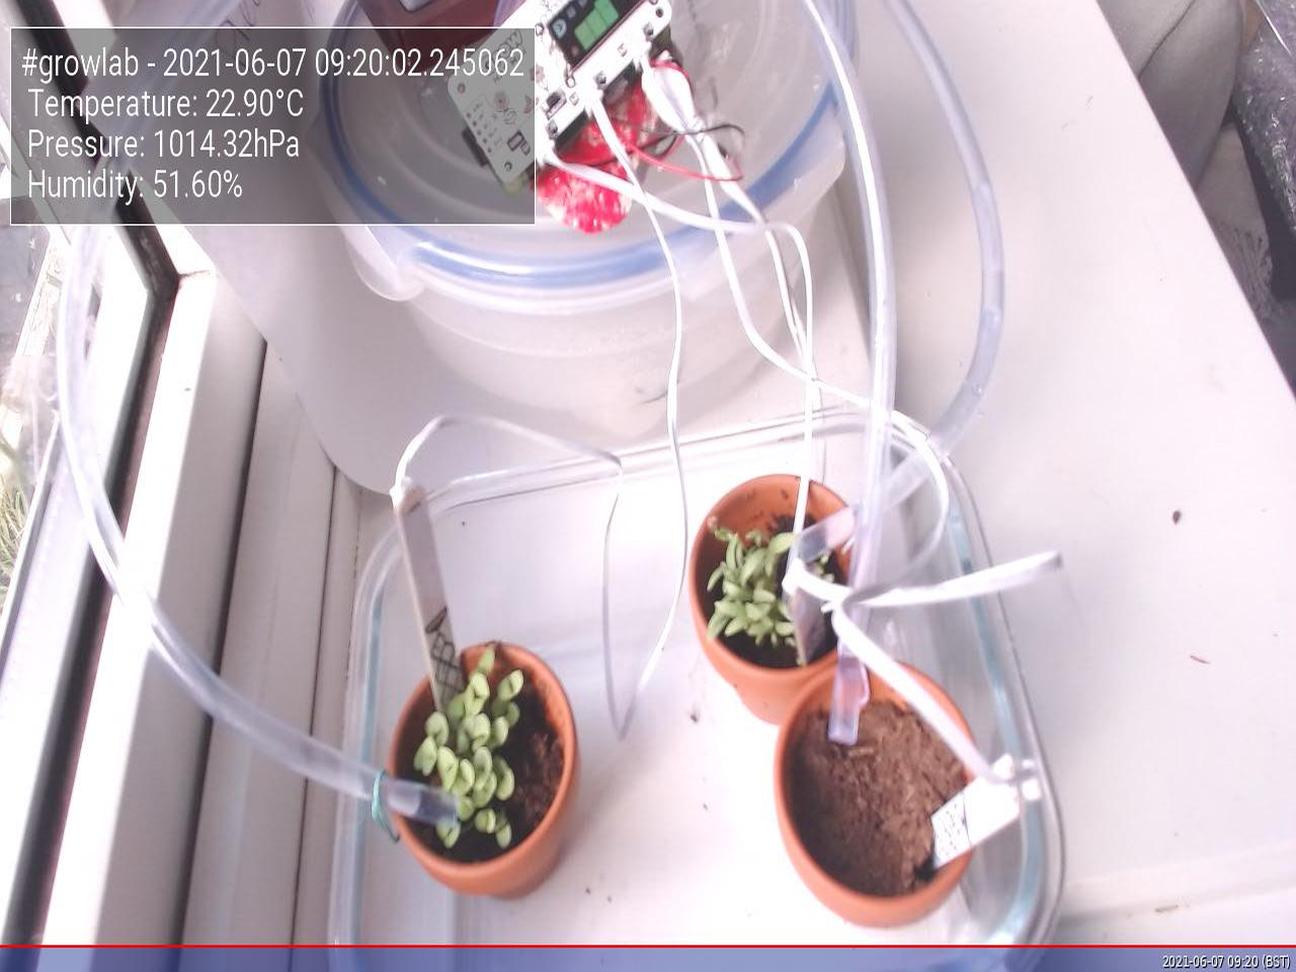 #growlab - 2021-06-07 09:20:02.245062
Temperature: 22.90°C
Pressure: 1014.32hPa
Humidity: 51.60%
2021-06-07 09:20 (BST)